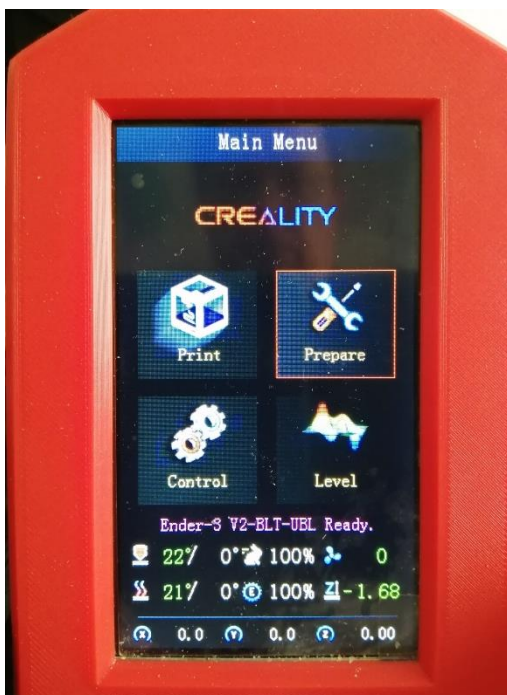 Main Menu
CREALITY
Print Prepare
Control Level
Ender-3 V2-BLT-UBL Ready.
22°/ 0° 100% 0
21°/ 0° E 100% Z -1.68
X 0.0 Y 0.0 Z 0.00